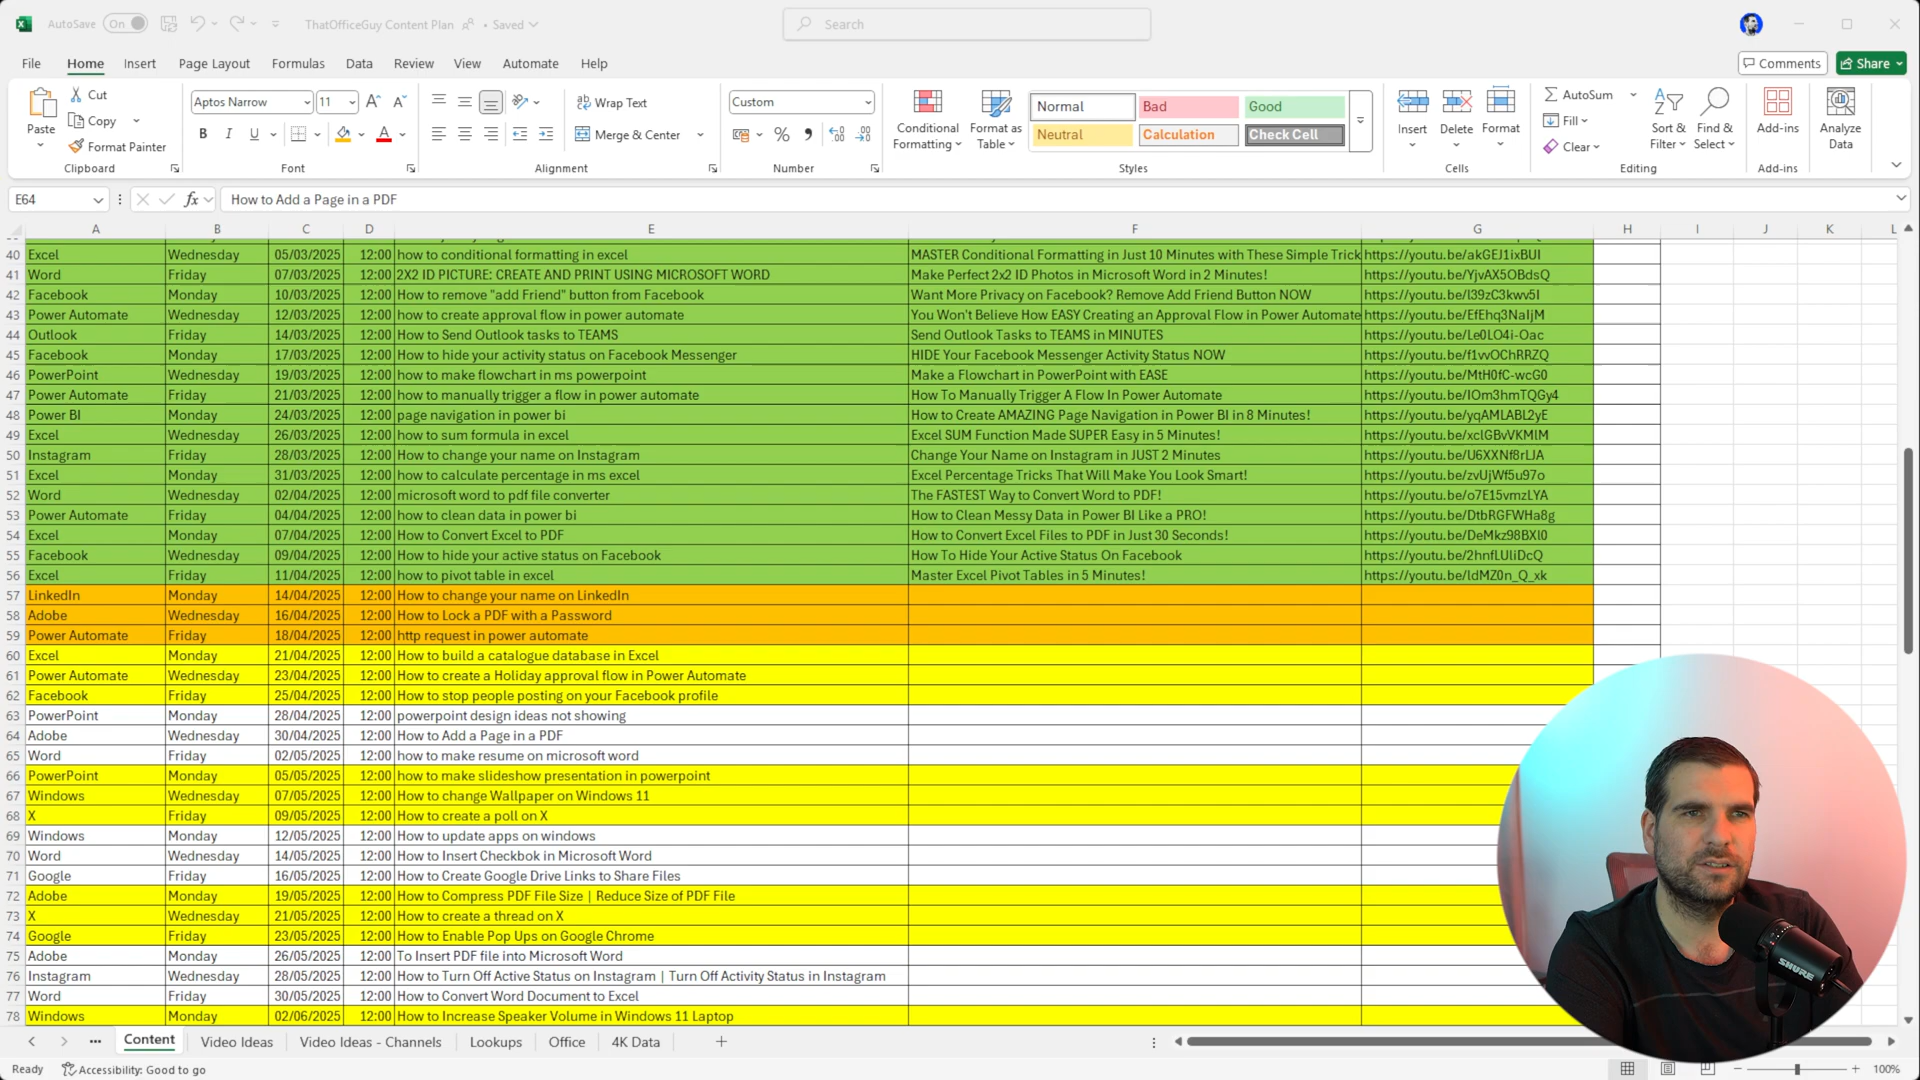 AutoSave On ThatOfficeGuy Content Plan • Saved Search
File Home Insert Page Layout Formulas Data Review View Automate Help Comments Share
Paste Cut Copy Format Painter Clipboard
Aptos Narrow 11 B I U A Font
Wrap Text Merge & Center Alignment
Custom % Number
Conditional Formatting Format as Table Normal Bad Good Neutral Calculation Check Cell Styles
Insert Delete Format Cells
AutoSum Fill Clear Sort & Filter Find & Select Editing
Add-ins Add-ins Analyze Data
E64 fx How to Add a Page in a PDF
A B C D E F G H I J K L
40 Excel Wednesday 05/03/2025 12:00 how to conditional formatting in excel MASTER Conditional Formatting in Just 10 Minutes with These Simple Trick https://youtu.be/akGEJ1ixBUI
41 Word Friday 07/03/2025 12:00 2X2 ID PICTURE: CREATE AND PRINT USING MICROSOFT WORD Make Perfect 2x2 ID Photos in Microsoft Word in 2 Minutes! https://youtu.be/YjvAX5OBdsQ
42 Facebook Monday 10/03/2025 12:00 How to remove "add Friend" button from Facebook Want More Privacy on Facebook? Remove Add Friend Button NOW https://youtu.be/l39zC3kwv5I
43 Power Automate Wednesday 12/03/2025 12:00 how to create approval flow in power automate You Won't Believe How EASY Creating an Approval Flow in Power Automate https://youtu.be/EfEhq3NaIjM
44 Outlook Friday 14/03/2025 12:00 How to Send Outlook tasks to TEAMS Send Outlook Tasks to TEAMS in MINUTES https://youtu.be/Le0LO4i-Oac
45 Facebook Monday 17/03/2025 12:00 How to hide your activity status on Facebook Messenger HIDE Your Facebook Messenger Activity Status NOW https://youtu.be/f1vvOChRRZQ
46 PowerPoint Wednesday 19/03/2025 12:00 how to make flowchart in ms powerpoint Make a Flowchart in PowerPoint with EASE https://youtu.be/MtH0fC-wcG0
47 Power Automate Friday 21/03/2025 12:00 how to manually trigger a flow in power automate How To Manually Trigger A Flow In Power Automate https://youtu.be/IOm3hmTQGy4
48 Power BI Monday 24/03/2025 12:00 page navigation in power bi How to Create AMAZING Page Navigation in Power BI in 8 Minutes! https://youtu.be/yqAMLABL2yE
49 Excel Wednesday 26/03/2025 12:00 how to sum formula in excel Excel SUM Function Made SUPER Easy in 5 Minutes! https://youtu.be/xclGBvVKMlM
50 Instagram Friday 28/03/2025 12:00 How to change your name on Instagram Change Your Name on Instagram in JUST 2 Minutes https://youtu.be/U6XXNf8rLJA
51 Excel Monday 31/03/2025 12:00 how to calculate percentage in ms excel Excel Percentage Tricks That Will Make You Look Smart! https://youtu.be/zvUjWf5u97o
52 Word Wednesday 02/04/2025 12:00 microsoft word to pdf file converter The FASTEST Way to Convert Word to PDF! https://youtu.be/o7E15vmzLYA
53 Power Automate Friday 04/04/2025 12:00 how to clean data in power bi How to Clean Messy Data in Power BI Like a PRO! https://youtu.be/DtbRGFWHa8g
54 Excel Monday 07/04/2025 12:00 How to Convert Excel to PDF How to Convert Excel Files to PDF in Just 30 Seconds! https://youtu.be/DeMkz98BXl0
55 Facebook Wednesday 09/04/2025 12:00 How to hide your active status on Facebook How To Hide Your Active Status On Facebook https://youtu.be/2hnfLUliDcQ
56 Excel Friday 11/04/2025 12:00 how to pivot table in excel Master Excel Pivot Tables in 5 Minutes! https://youtu.be/ldMZ0n_Q_xk
57 LinkedIn Monday 14/04/2025 12:00 How to change your name on LinkedIn
58 Adobe Wednesday 16/04/2025 12:00 How to Lock a PDF with a Password
59 Power Automate Friday 18/04/2025 12:00 http request in power automate
60 Excel Monday 21/04/2025 12:00 How to build a catalogue database in Excel
61 Power Automate Wednesday 23/04/2025 12:00 How to create a Holiday approval flow in Power Automate
62 Facebook Friday 25/04/2025 12:00 How to stop people posting on your Facebook profile
63 PowerPoint Monday 28/04/2025 12:00 powerpoint design ideas not showing
64 Adobe Wednesday 30/04/2025 12:00 How to Add a Page in a PDF
65 Word Friday 02/05/2025 12:00 how to make resume on microsoft word
66 PowerPoint Monday 05/05/2025 12:00 how to make slideshow presentation in powerpoint
67 Windows Wednesday 07/05/2025 12:00 How to change Wallpaper on Windows 11
68 X Friday 09/05/2025 12:00 How to create a poll on X
69 Windows Monday 12/05/2025 12:00 How to update apps on windows
70 Word Wednesday 14/05/2025 12:00 How to Insert Checkbok in Microsoft Word
71 Google Friday 16/05/2025 12:00 How to Create Google Drive Links to Share Files
72 Adobe Monday 19/05/2025 12:00 How to Compress PDF File Size | Reduce Size of PDF File
73 X Wednesday 21/05/2025 12:00 How to create a thread on X
74 Google Friday 23/05/2025 12:00 How to Enable Pop Ups on Google Chrome
75 Adobe Monday 26/05/2025 12:00 To Insert PDF file into Microsoft Word
76 Instagram Wednesday 28/05/2025 12:00 How to Turn Off Active Status on Instagram | Turn Off Activity Status in Instagram
77 Word Friday 30/05/2025 12:00 How to Convert Word Document to Excel
78 Windows Monday 02/06/2025 12:00 How to Increase Speaker Volume in Windows 11 Laptop
SHURE
Content Video Ideas Video Ideas - Channels Lookups Office 4K Data
Ready Accessibility: Good to go 100%